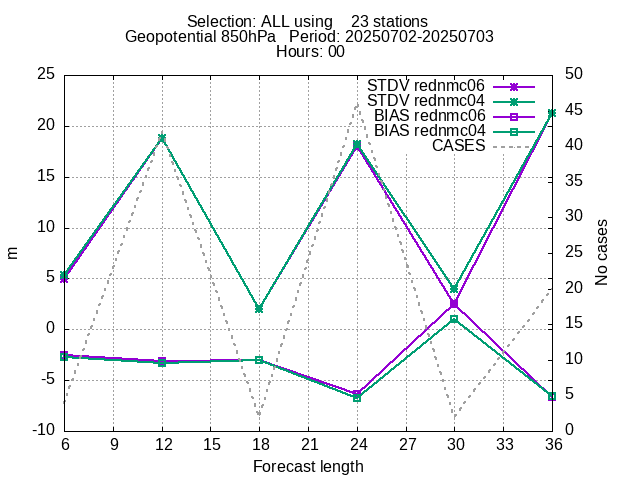 Selection: ALL using    23 stations
Geopotential 850hPa   Period: 20250702-20250703
Hours: 00
STDV rednmc06
STDV rednmc04
BIAS rednmc06
BIAS rednmc04
CASES
25
20
15
10
5
0
-5
-10
m
50
45
40
35
30
25
20
15
10
5
0
No cases
6 9 12 15 18 21 24 27 30 33 36
Forecast length